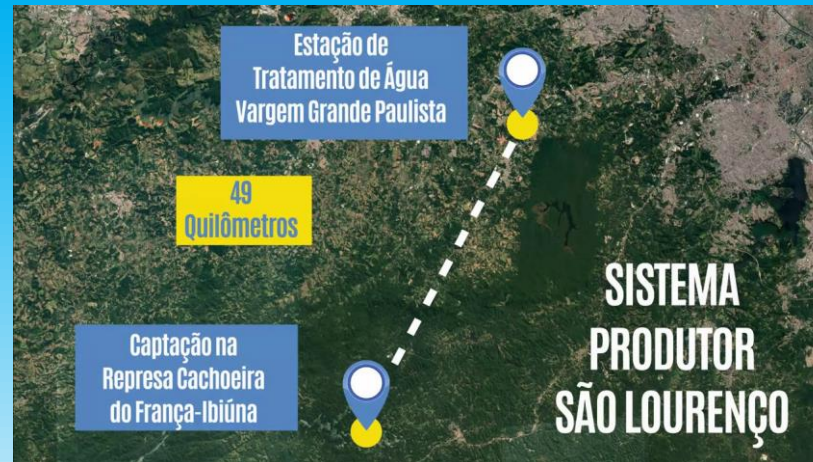 Estação de
Tratamento de Água
Vargem Grande Paulista
49
Quilômetros
Captação na
Represa Cachoeira
do França-Ibiúna
SISTEMA
PRODUTOR
SÃO LOURENÇO